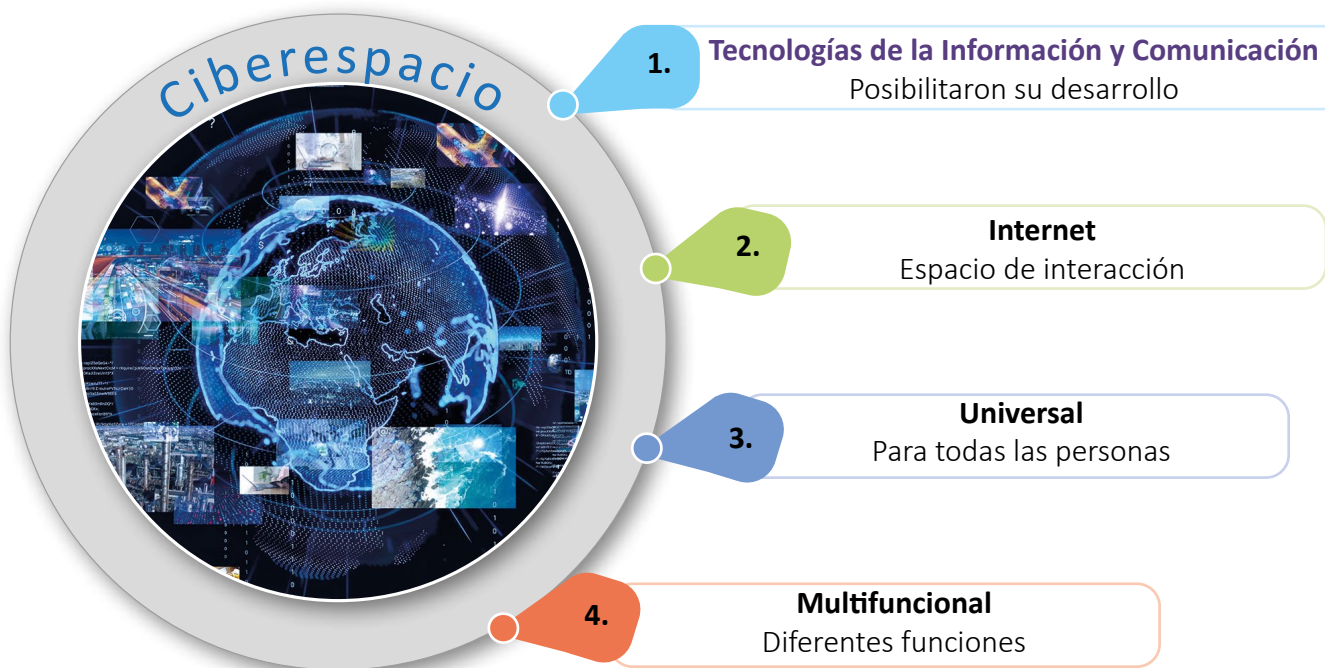 Ciberespacio
1.
Tecnologías de la Información y Comunicación
Posibilitaron su desarrollo
2.
Internet
Espacio de interacción
3.
Universal
Para todas las personas
4.
Multifuncional
Diferentes funciones